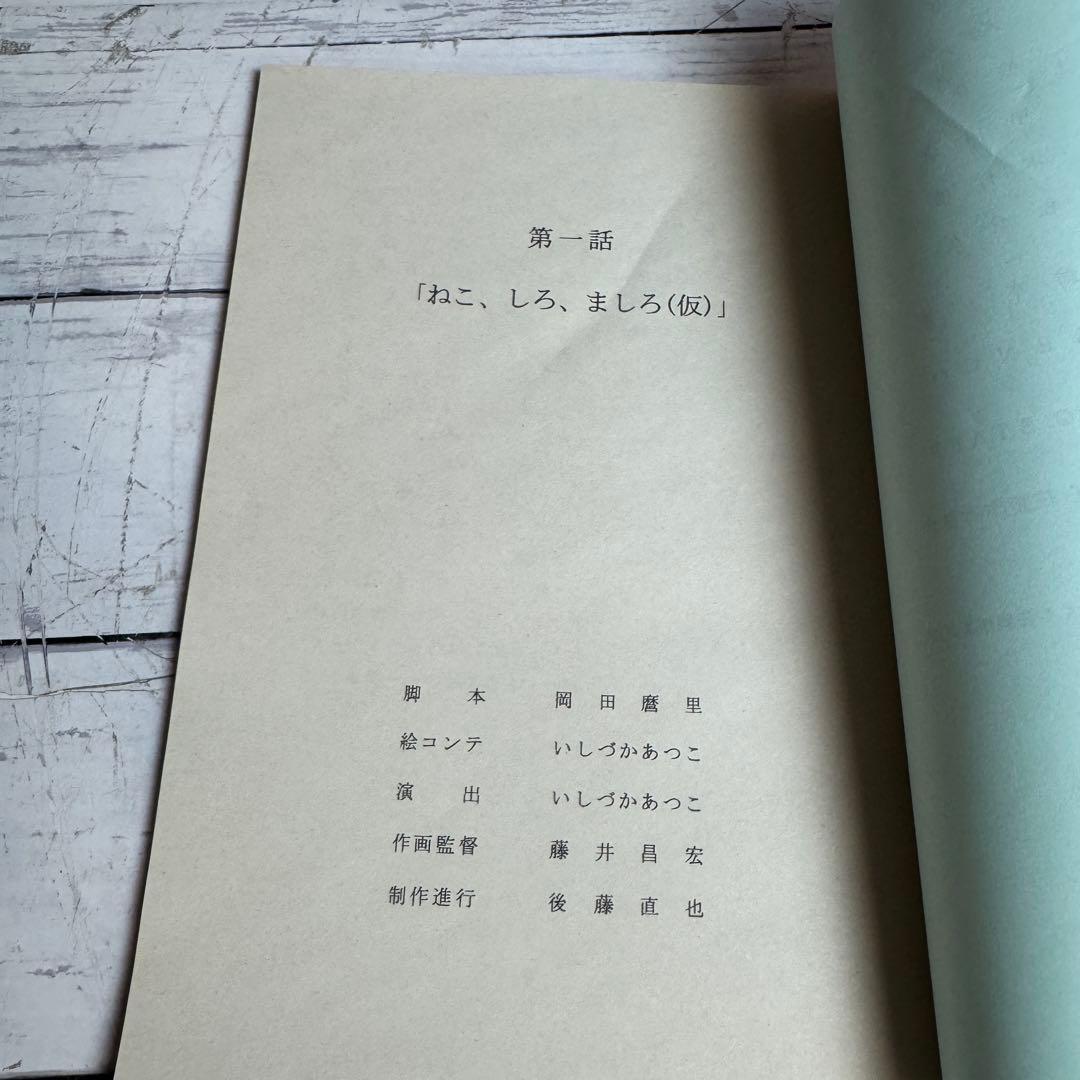 第一話
「ねこ、しろ、ましろ(仮)」
脚本 岡田麿里
絵コンテ いしづかあつこ
演出 いしづかあつこ
作画監督 藤井昌宏
制作進行 後藤直也